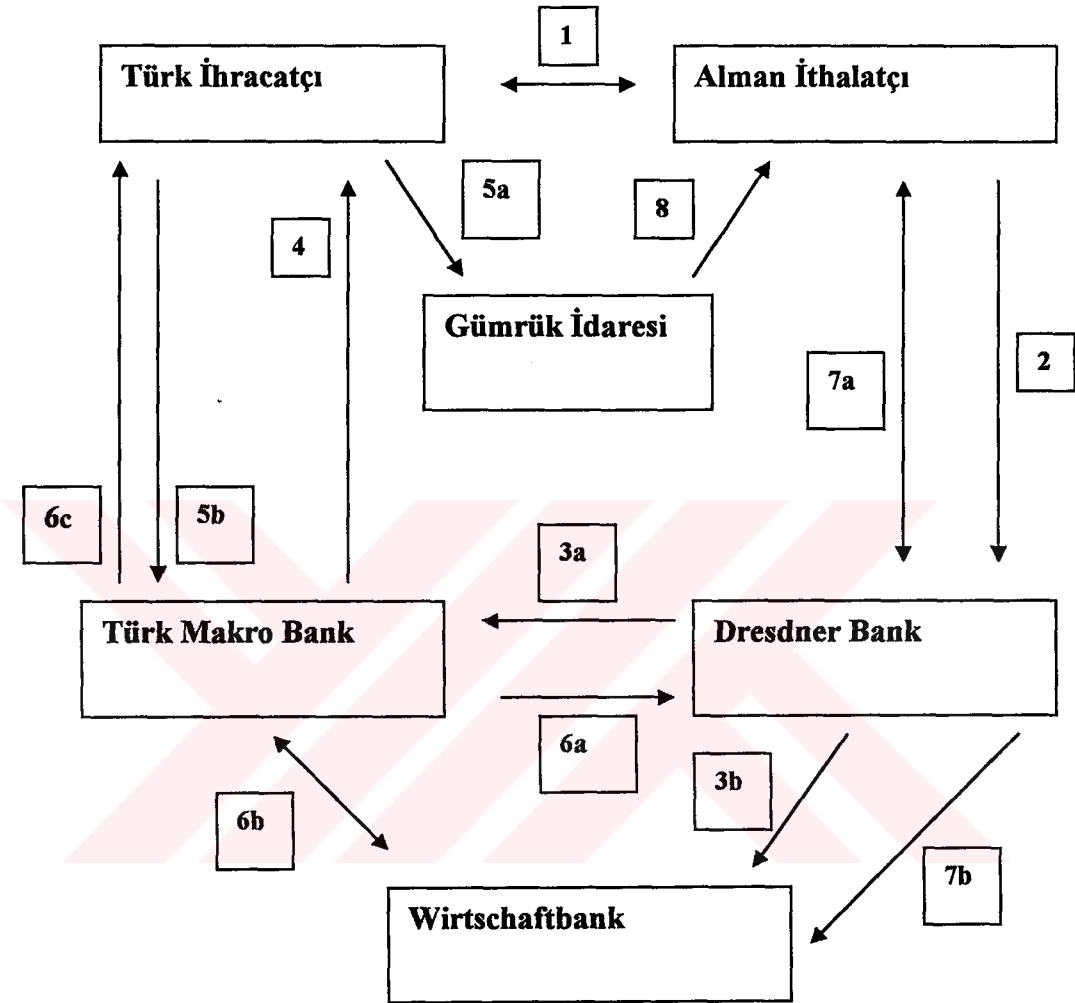 1
Türk İhracatçı
Alman İthalatçı
5a
8
4
Gümrük İdaresi
7a
2
6c
5b
3a
Türk Makro Bank
Dresdner Bank
6a
3b
6b
7b
Wirtschaftbank